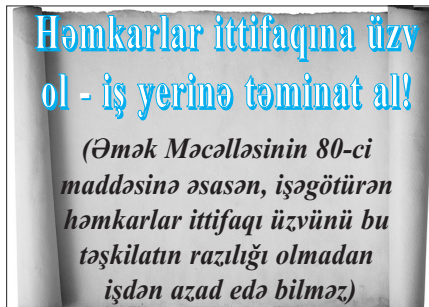 Həmkarlar ittifaqına üzv
ol - iş yerinə təminat al!
(Əmək Məcəlləsinin 80-ci
maddəsinə əsasən, işəgötürən
həmkarlar ittifaqı üzvünü bu
təşkilatın razılığı olmadan
işdən azad edə bilməz)